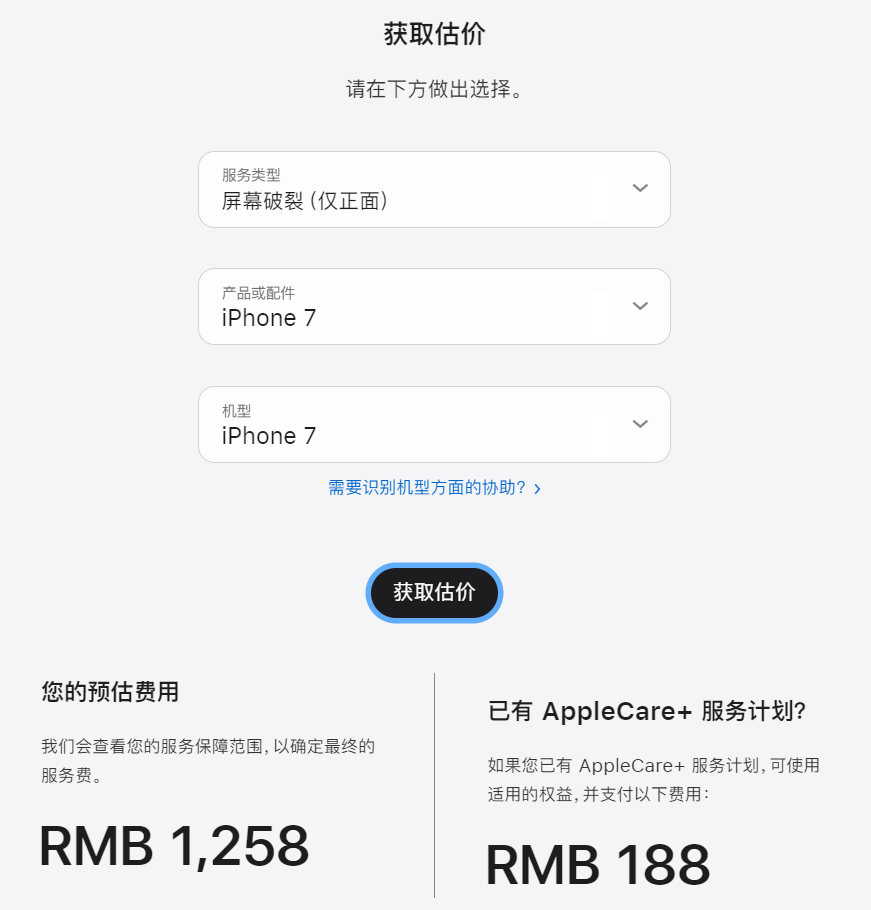 获取估价
请在下方做出选择。
服务类型
屏幕破裂 (仅正面)
产品或配件
iPhone 7
机型
iPhone 7
需要识别机型方面的协助? ›
获取估价
您的预估费用
我们会查看您的服务保障范围, 以确定最终的
服务费。
RMB 1,258
已有 AppleCare+ 服务计划?
如果您已有 AppleCare+ 服务计划, 可使用
适用的权益, 并支付以下费用:
RMB 188